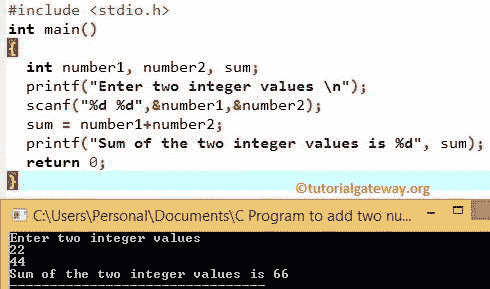 #include <stdio.h>
int main()
{
int number1, number2, sum;
printf("Enter two integer values \n");
scanf("%d %d",&number1,&number2);
sum = number1+number2;
printf("Sum of the two integer values is %d", sum);
return 0;
}
©tutorialgateway.org
C:\Users\Personal\Documents\C Program to add two nu...
Enter two integer values
22
44
Sum of the two integer values is 66
--------------------------------